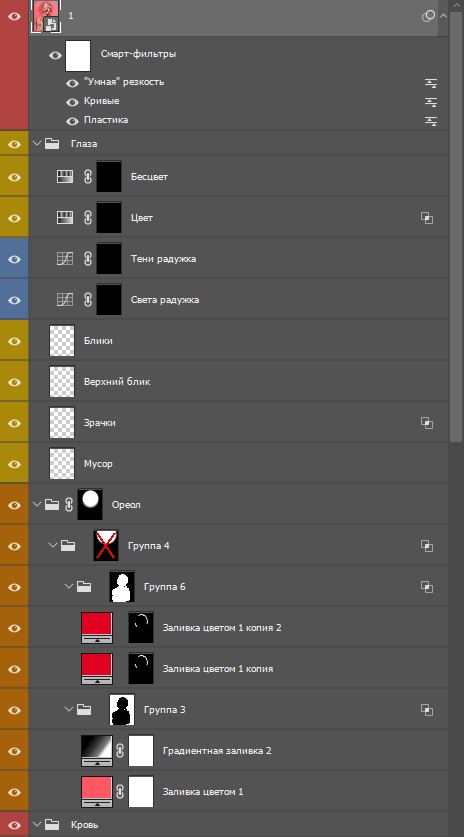 1
Смарт-фильтры
"Умная" резкость
Кривые
Пластика
Глаза
Бесцвет
Цвет
Тени радужка
Света радужка
Блики
Верхний блик
Зрачки
Мусор
Ореол
Группа 4
Группа 6
Заливка цветом 1 копия 2
Заливка цветом 1 копия
Группа 3
Градиентная заливка 2
Заливка цветом 1
Кровь